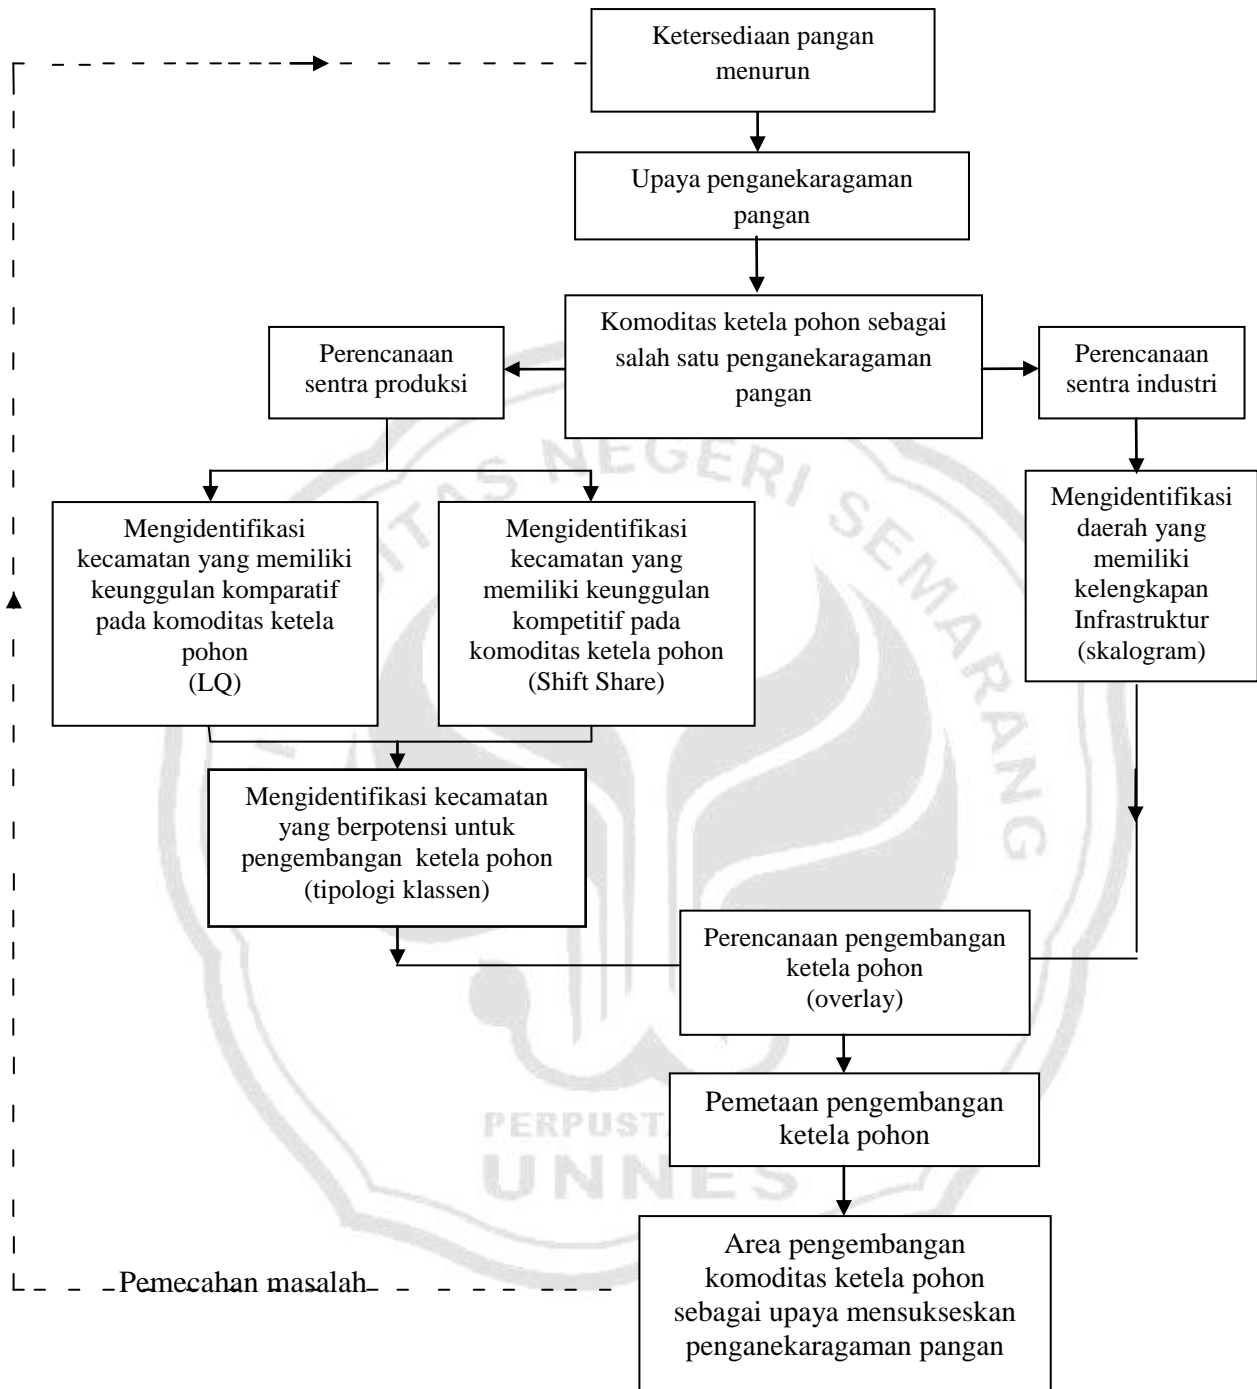 Ketersediaan pangan
menurun
Upaya penganekaragaman
pangan
Komoditas ketela pohon sebagai
salah satu penganekaragaman
pangan
Perencanaan
sentra produksi
Perencanaan
sentra industri
Mengidentifikasi
kecamatan yang memiliki
keunggulan komparatif
pada komoditas ketela
pohon
(LQ)
Mengidentifikasi
kecamatan yang
memiliki keunggulan
kompetitif pada
komoditas ketela pohon
(Shift Share)
Mengidentifikasi
daerah yang
memiliki
kelengkapan
Infrastruktur
(skalogram)
Mengidentifikasi kecamatan
yang berpotensi untuk
pengembangan ketela pohon
(tipologi klassen)
Perencanaan pengembangan
ketela pohon
(overlay)
Pemetaan pengembangan
ketela pohon
Area pengembangan
komoditas ketela pohon
sebagai upaya mensukseskan
penganekaragaman pangan
Pemecahan masalah
NEGERI SEMARANG
PERPUST
UNNES